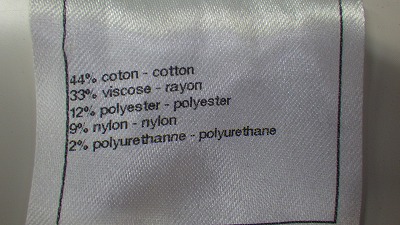 44% coton - cotton
33% viscose - rayon
12% polyester - polyester
9% nylon - nylon
2% polyurethanne - polyurethane